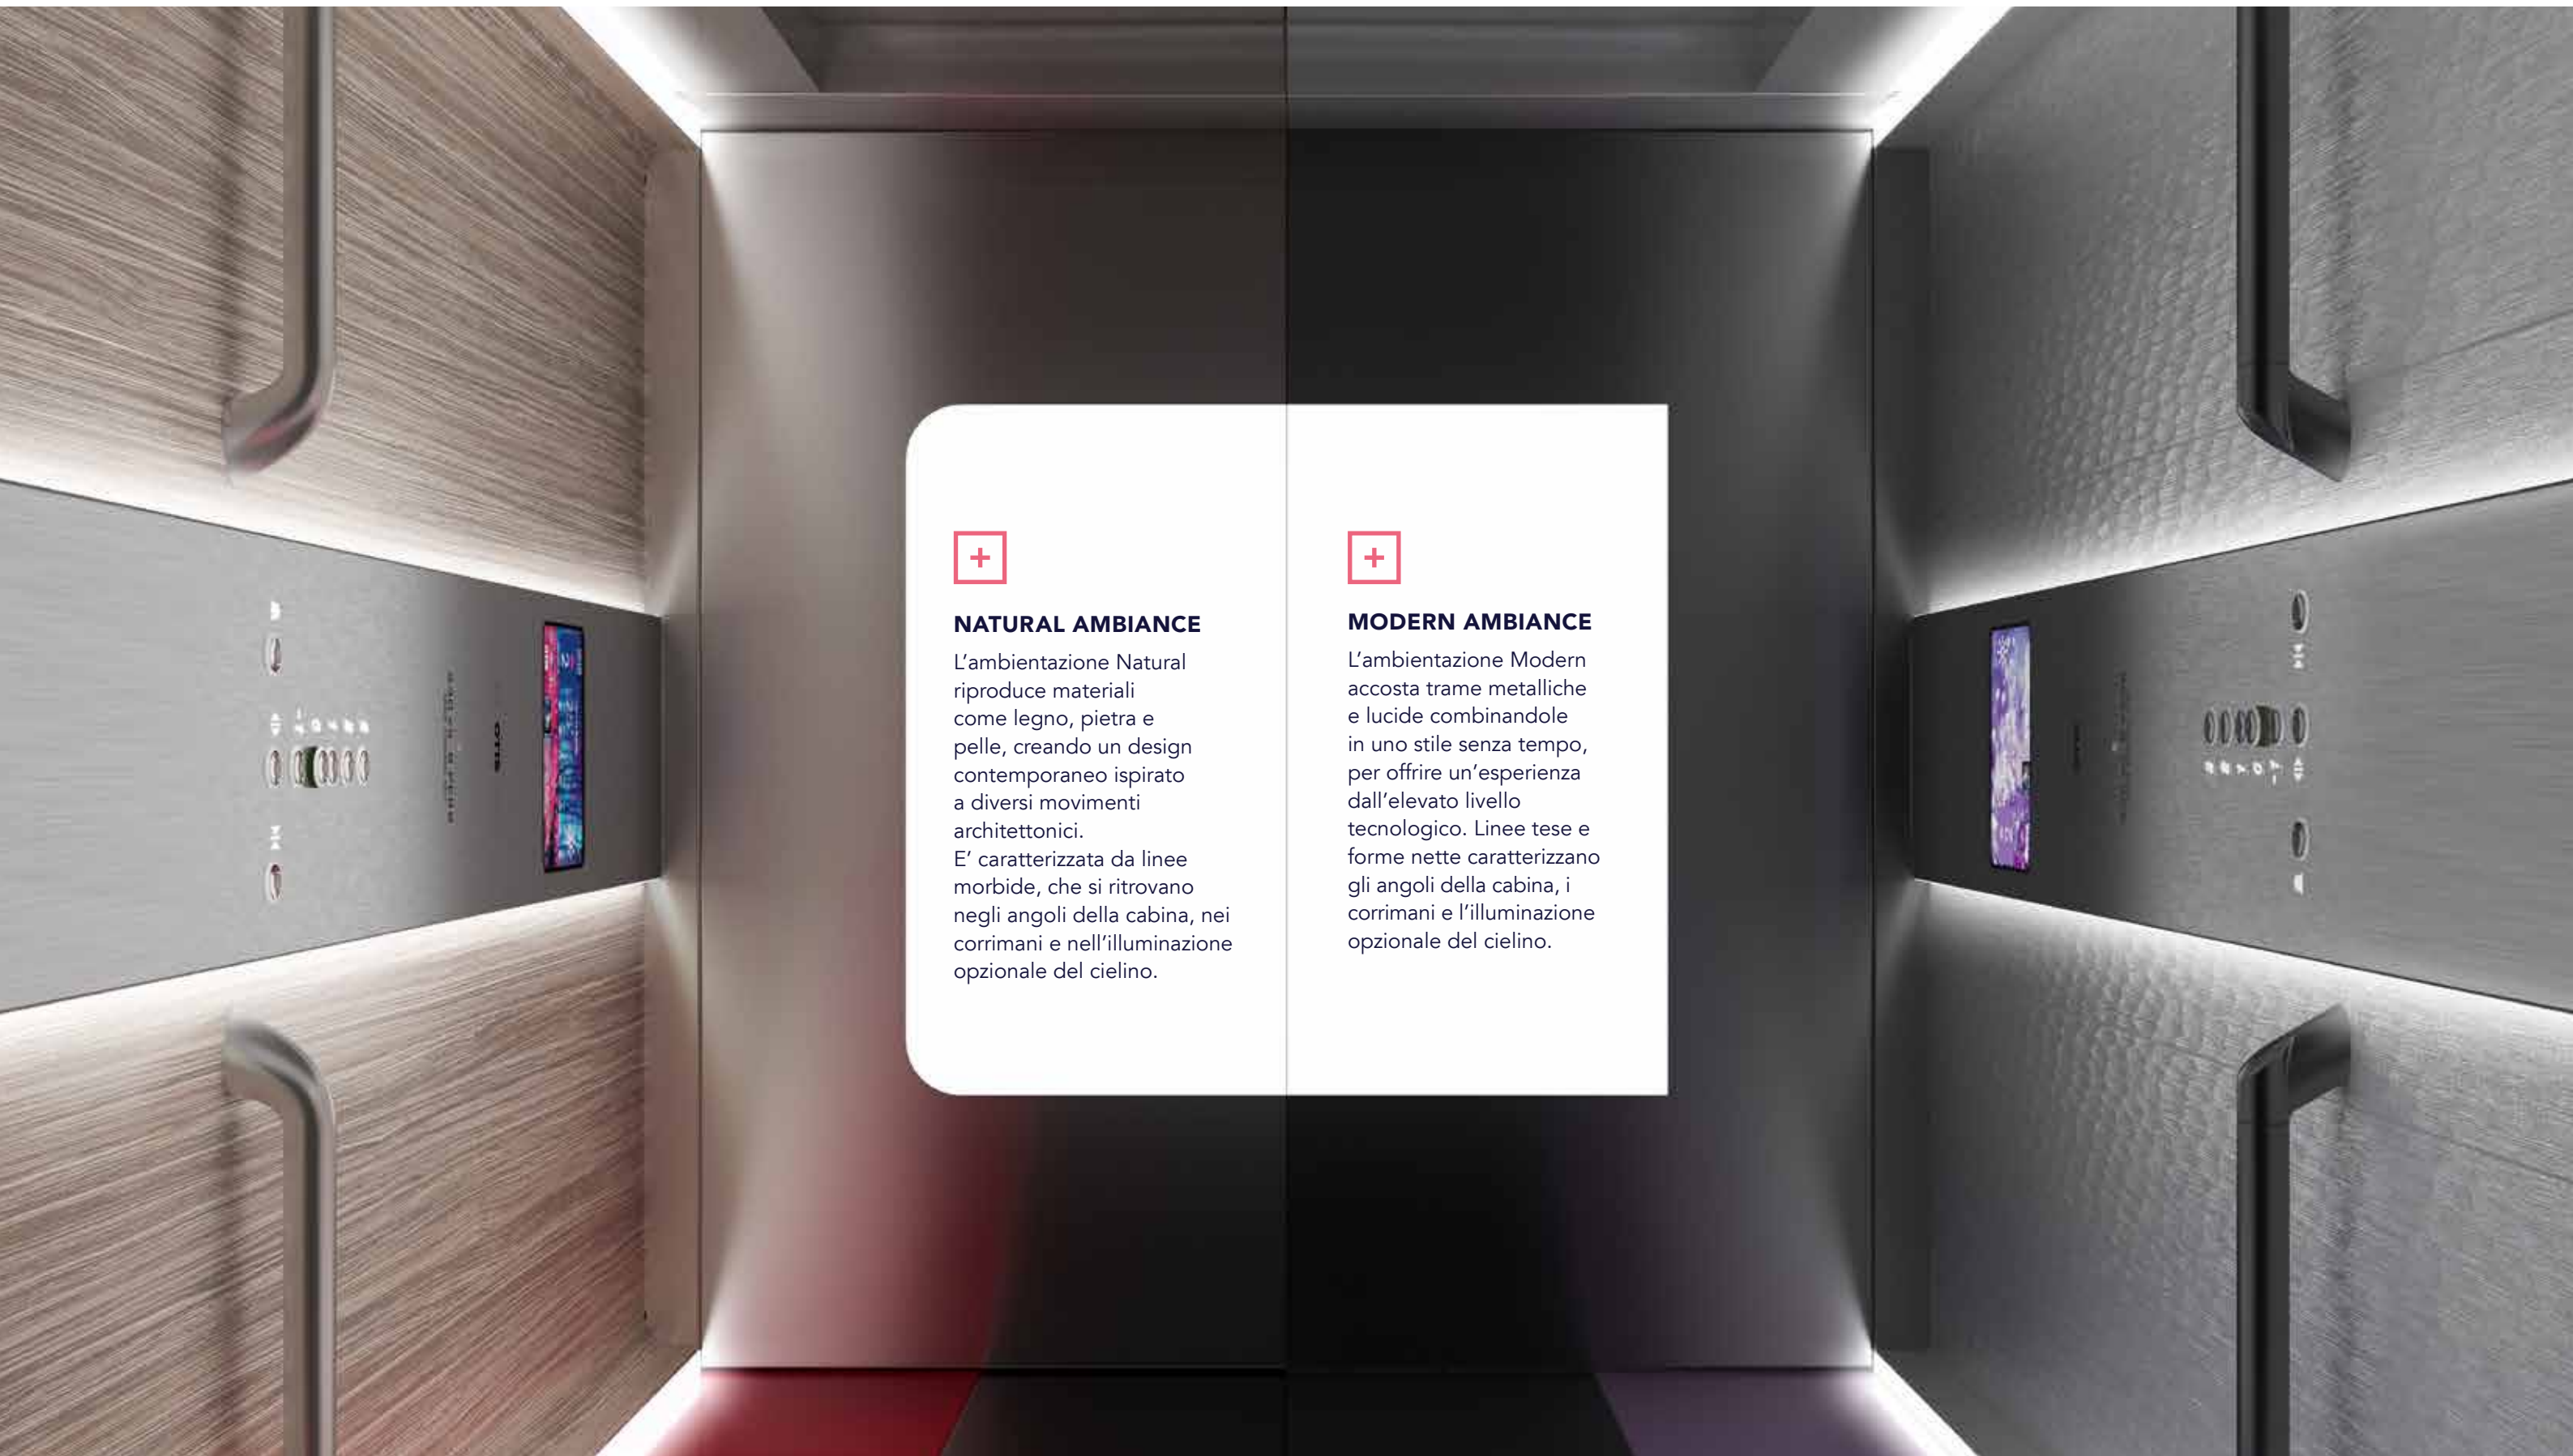 NATURAL AMBIANCE
L’ambientazione Natural
riproduce materiali
come legno, pietra e
pelle, creando un design
contemporaneo ispirato
a diversi movimenti
architettonici.
E’ caratterizzata da linee
morbide, che si ritrovano
negli angoli della cabina, nei
corrimani e nell’illuminazione
opzionale del cielino.
MODERN AMBIANCE
L’ambientazione Modern
accosta trame metalliche
e lucide combinandole
in uno stile senza tempo,
per offrire un’esperienza
dall’elevato livello
tecnologico. Linee tese e
forme nette caratterizzano
gli angoli della cabina, i
corrimani e l’illuminazione
opzionale del cielino.
OTIS